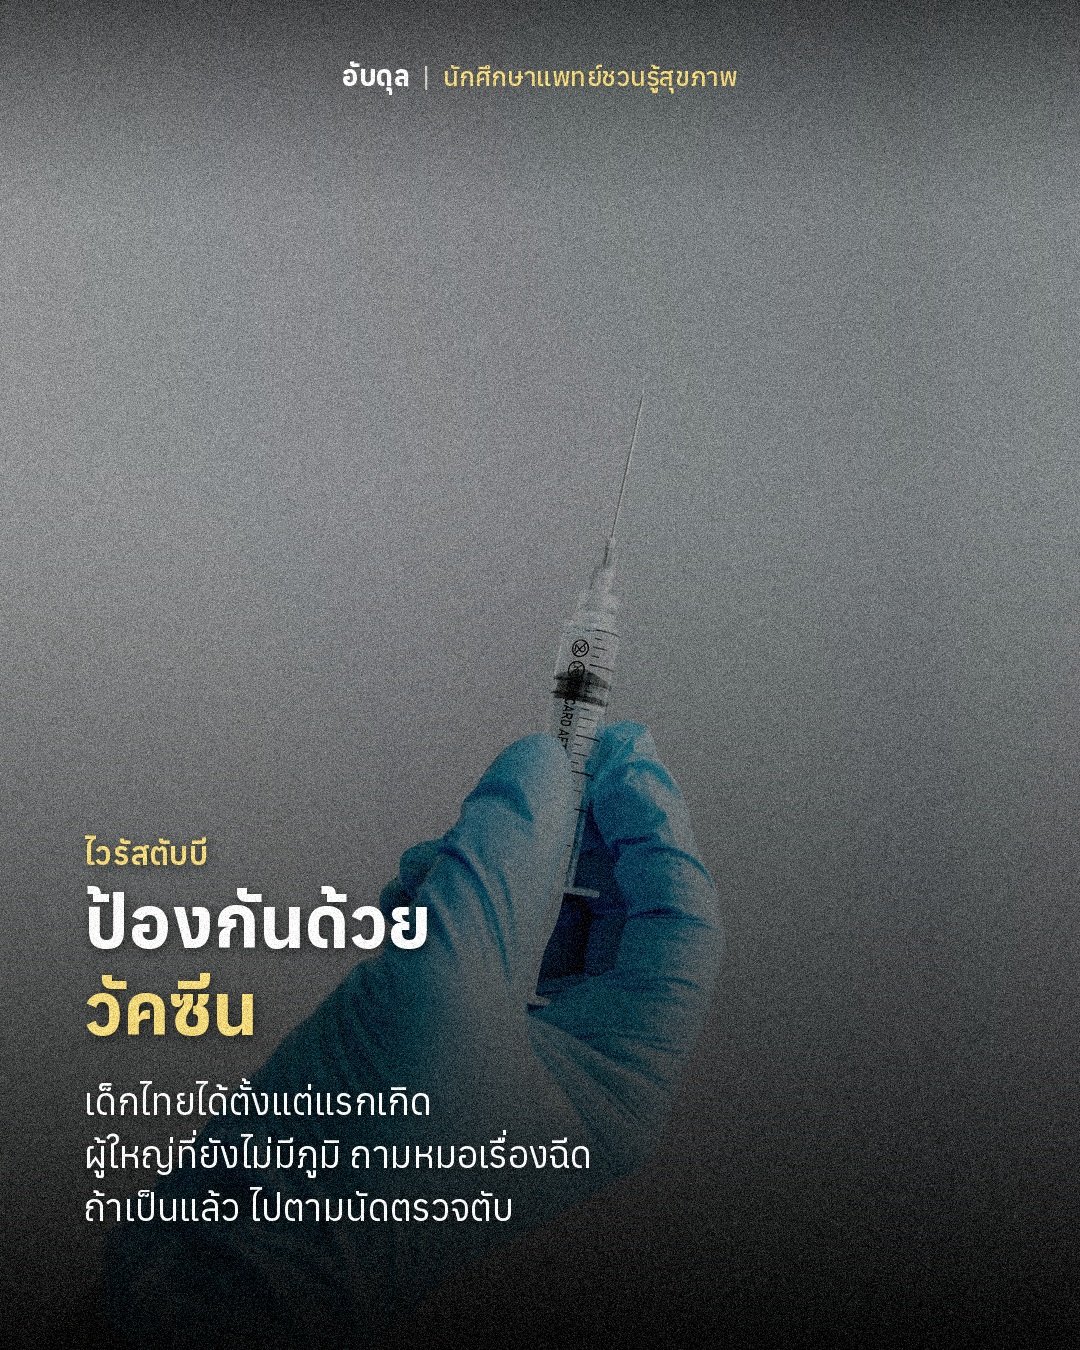 อับดุล | นักศึกษาแพทย์ชวนรู้สุขภาพ
ไวรัสตับบี
ป้องกันด้วย
วัคซีน
เด็กไทยได้ตั้งแต่แรกเกิด
ผู้ใหญ่ที่ยังไม่มีภูมิ ถามหมอเรื่องฉีด
ถ้าเป็นแล้ว ไปตามนัดตรวจตับ